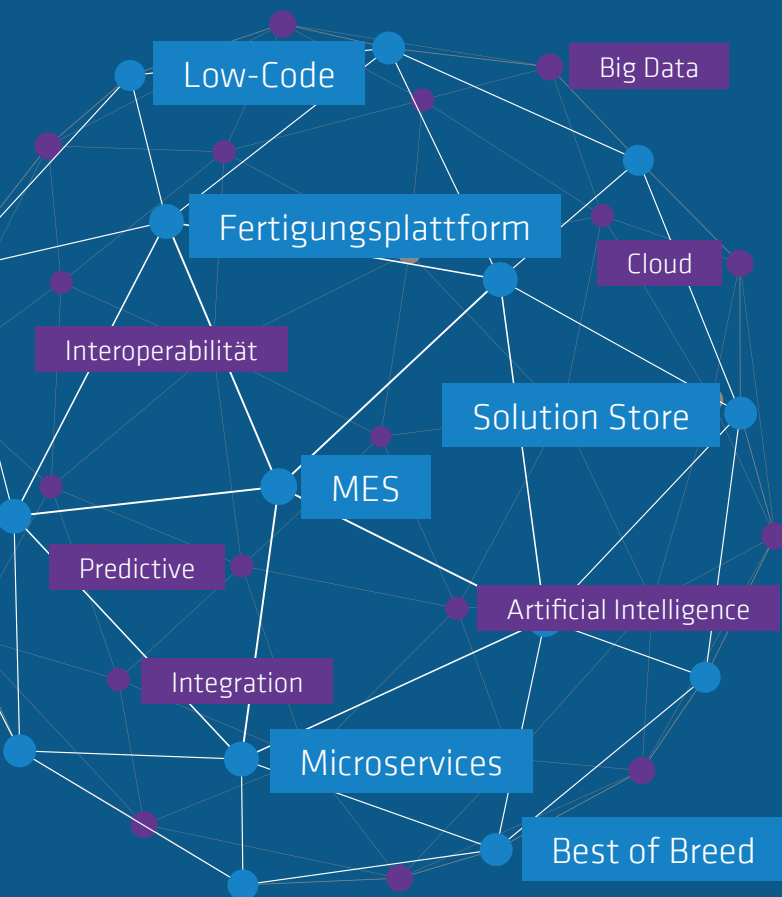 Low-Code
Big Data
Fertigungsplattform
Cloud
Interoperabilität
Solution Store
MES
Predictive
Artificial Intelligence
Integration
Microservices
Best of Breed